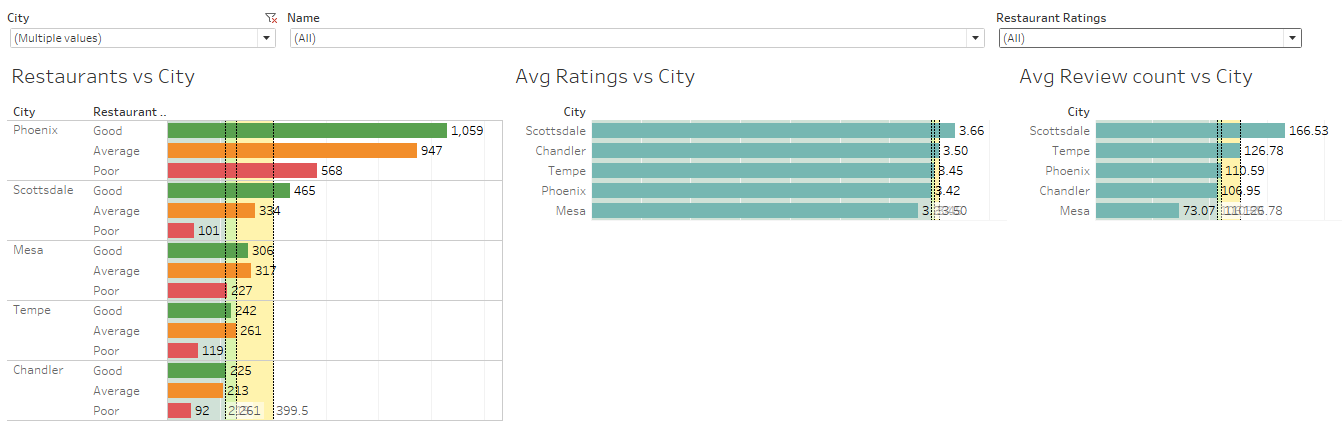 City Name Restaurant Ratings
(Multiple values) (All) (All)
Restaurants vs City
City Restaurant ..
Phoenix Good 1,059
Average 947
Poor 568
Scottsdale Good 465
Average 334
Poor 101
Mesa Good 306
Average 317
Poor 227
Tempe Good 242
Average 261
Poor 119
Chandler Good 225
Average 213
Poor 92 261 399.5
Avg Ratings vs City
City
Scottsdale 3.66
Chandler 3.50
Tempe 3.45
Phoenix 3.42
Mesa 3.50
Avg Review count vs City
City
Scottsdale 166.53
Tempe 126.78
Phoenix 110.59
Chandler 106.95
Mesa 73.07 126.78